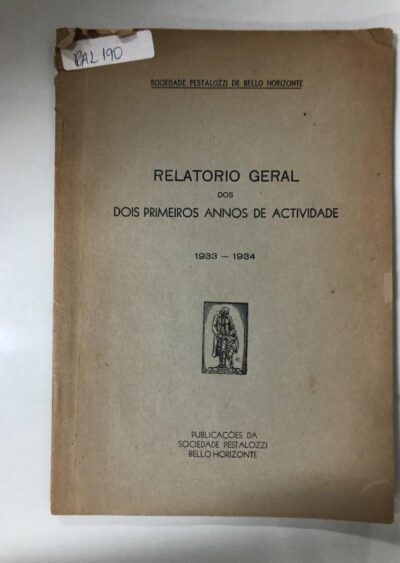 BAL 190
SOCIEDADE PESTALOZZI DE BELLO HORIZONTE
RELATORIO GERAL
DOS
DOIS PRIMEIROS ANNOS DE ACTIVIDADE
1933 — 1934
PUBLICAÇÕES DA
SOCIEDADE PESTALOZZI
BELLO HORIZONTE